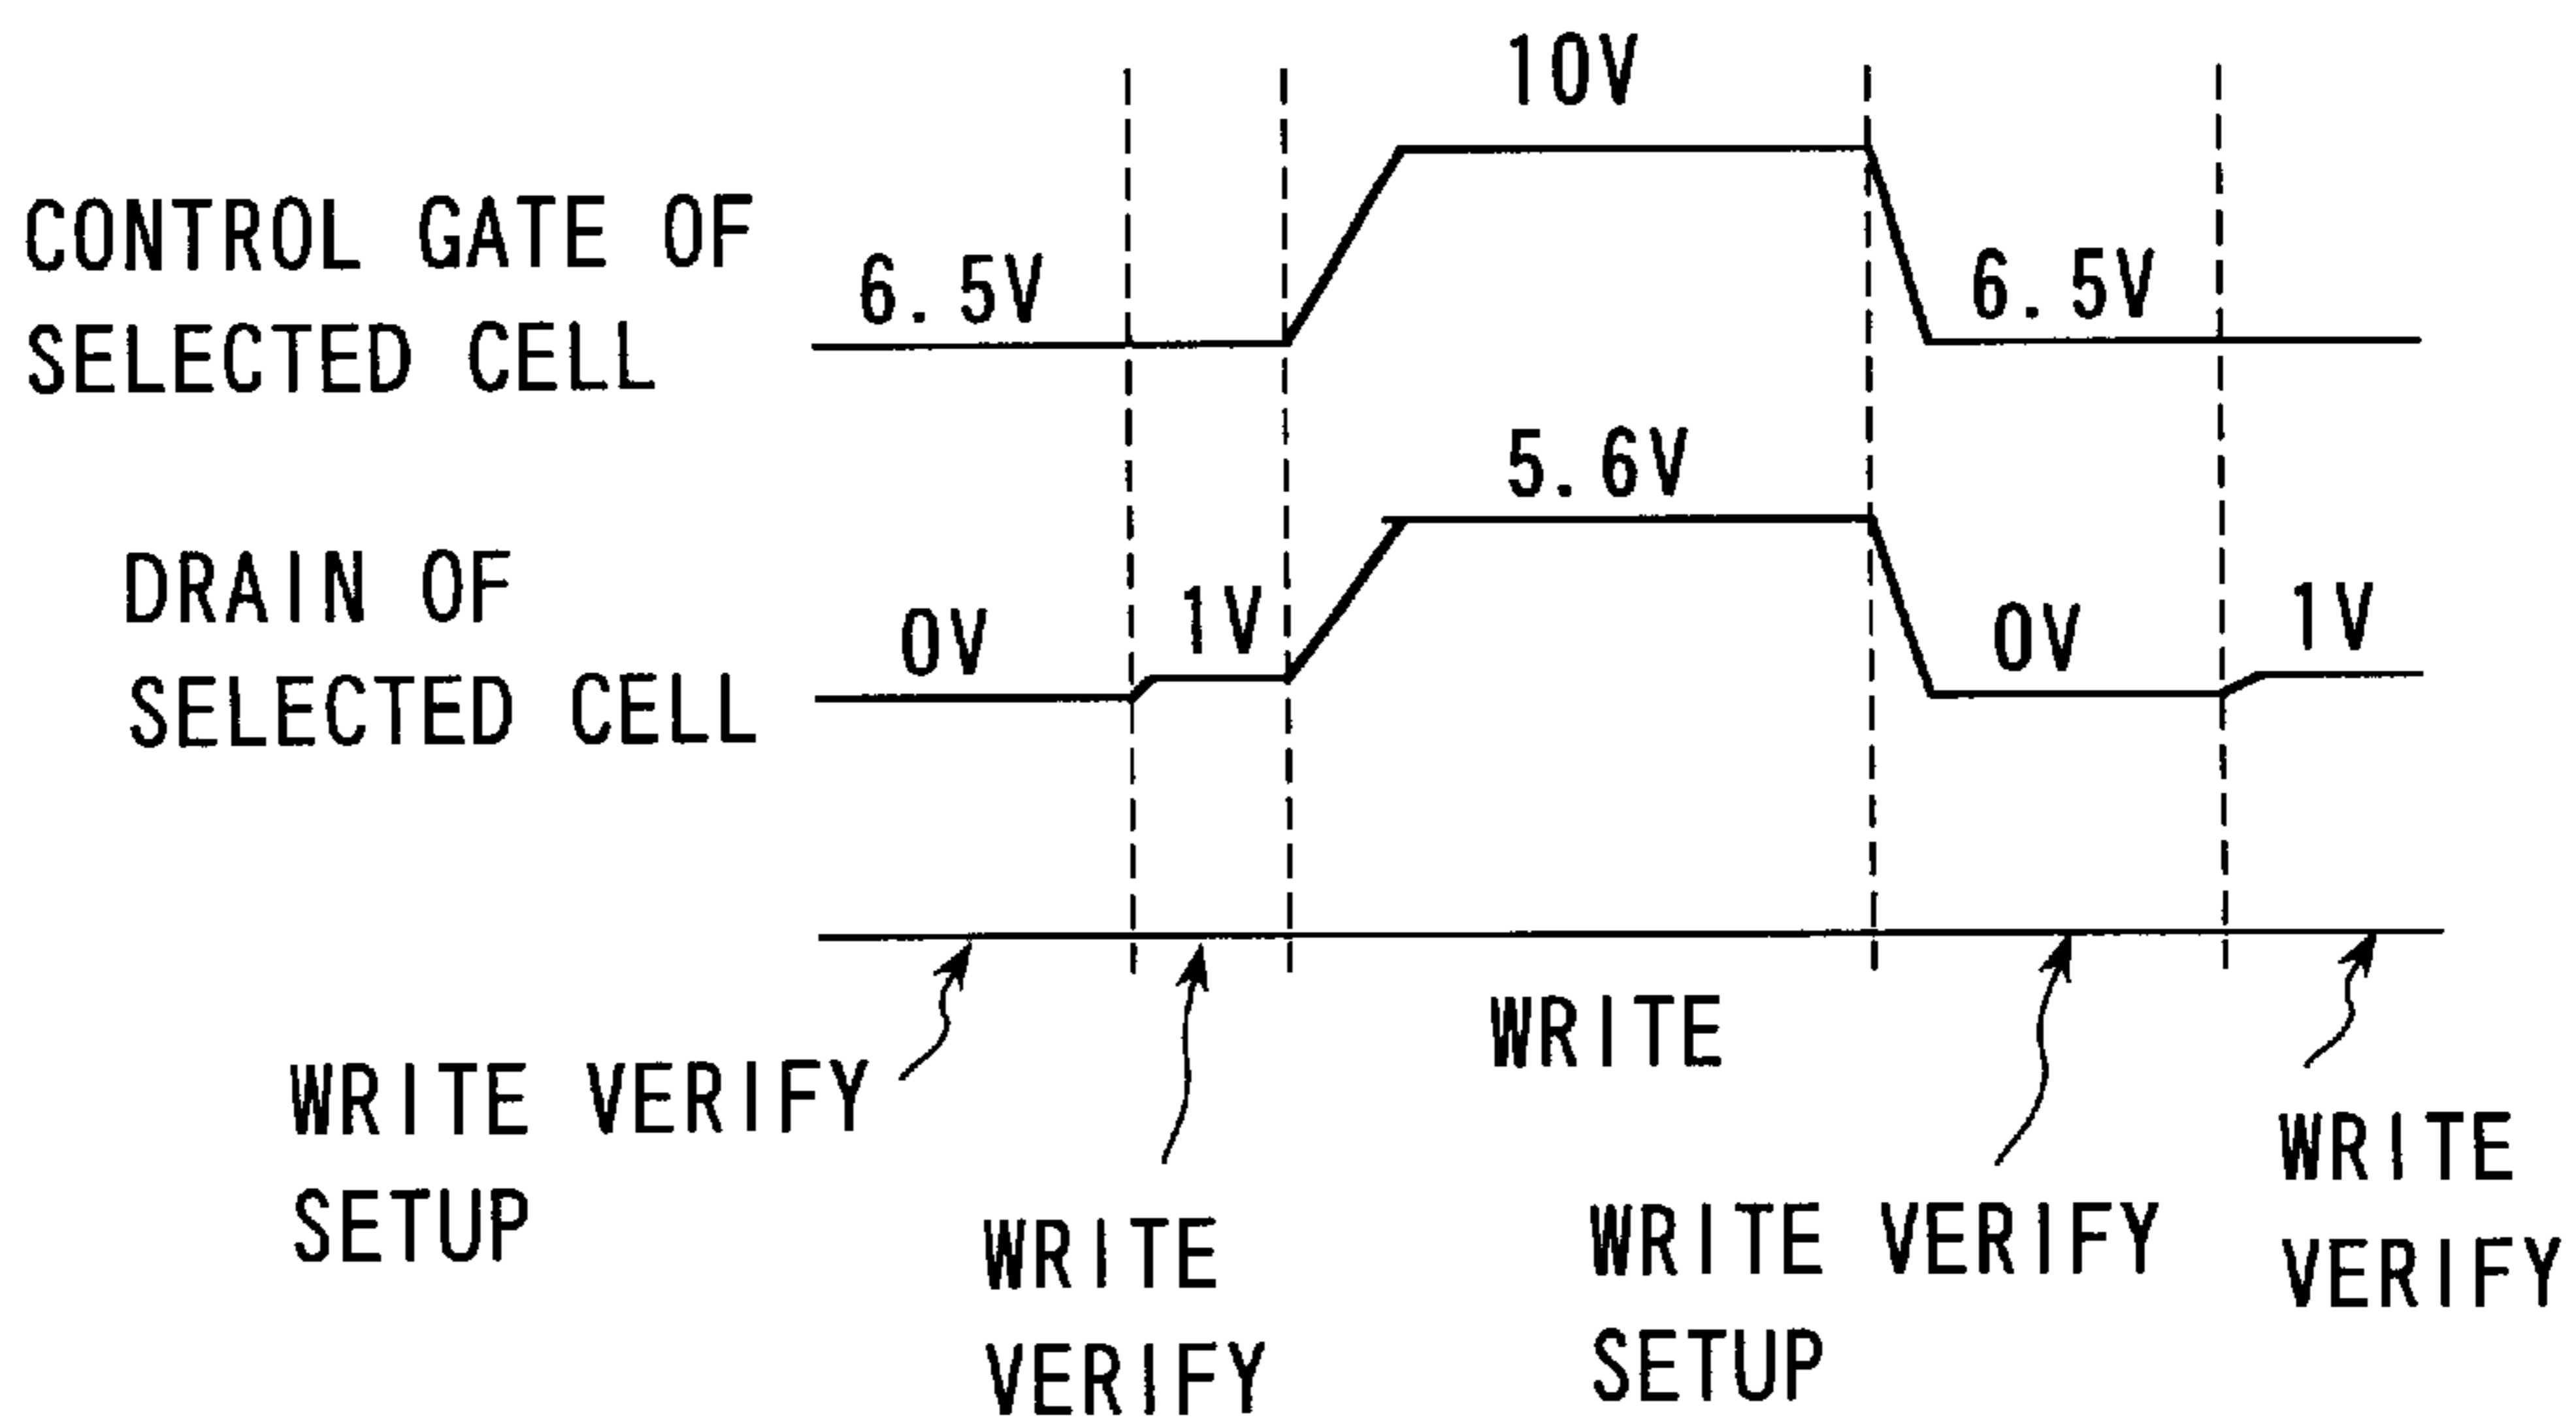 10V
CONTROL GATE OF
SELECTED CELL
6.5V
6.5V
5.6V
DRAIN OF
SELECTED CELL
0V
1V
0V
1V
WRITE
WRITE VERIFY
SETUP
WRITE
VERIFY
WRITE VERIFY
SETUP
WRITE
VERIFY